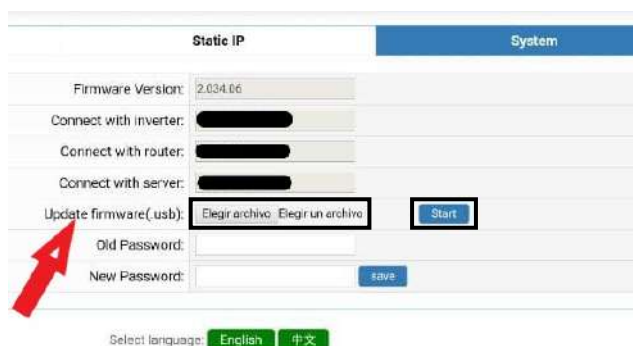 Static IP System
Firmware Version: 2.034.06
Connect with inverter:
Connect with router:
Connect with server:
Update firmware(.usb): Elegir archivo Elegir un archivo Start
Old Password:
New Password: save
Select language: English 中文